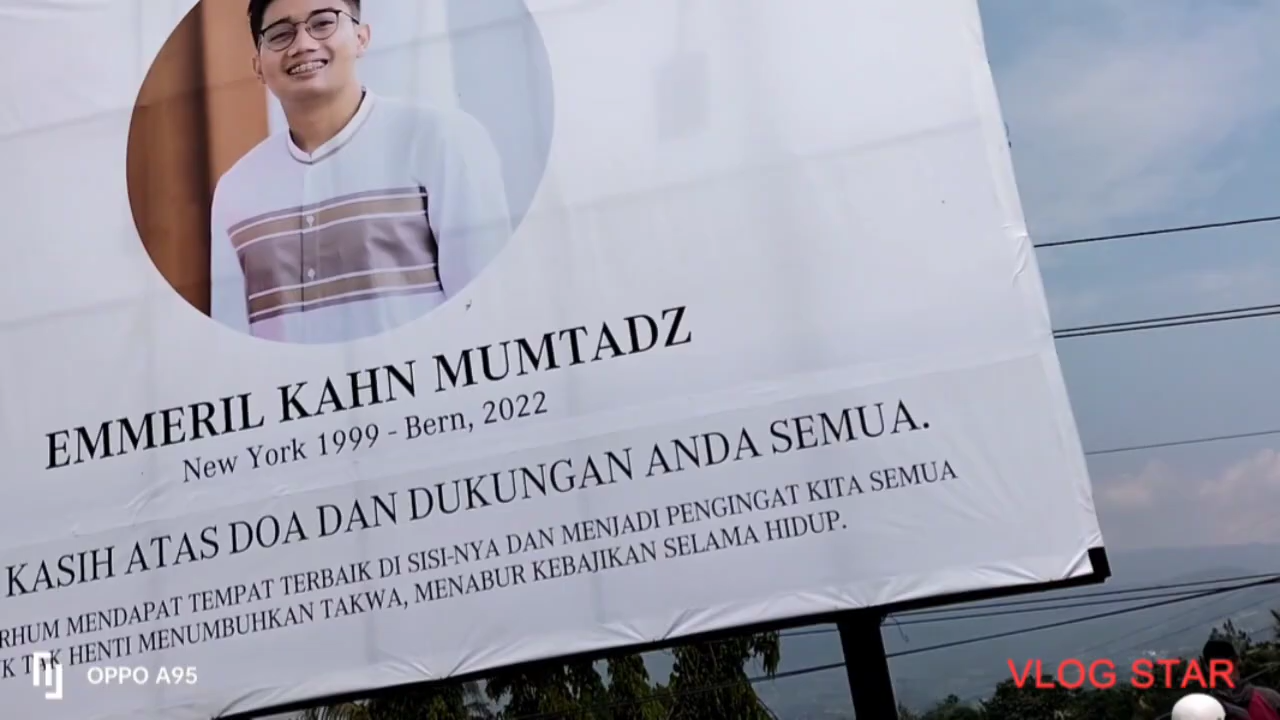 EMMERIL KAHN MUMTADZ
New York 1999 - Bern, 2022
KASIH ATAS DOA DAN DUKUNGAN ANDA SEMUA.
RHUM MENDAPAT TEMPAT TERBAIK DI SISI-NYA DAN MENJADI PENGINGAT KITA SEMUA
K TAK HENTI MENUMBUHKAN TAKWA, MENABUR KEBAJIKAN SELAMA HIDUP.
OPPO A95
VLOG STAR